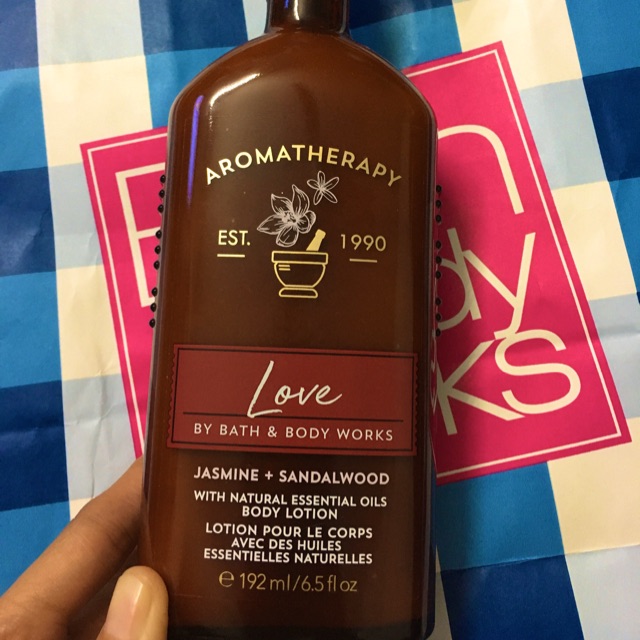 AROMATHERAPY
EST. 1990
Love
BY BATH & BODY WORKS
JASMINE + SANDALWOOD
WITH NATURAL ESSENTIAL OILS
BODY LOTION
LOTION POUR LE CORPS
AVEC DES HUILES
ESSENTIELLES NATURELLES
℮ 192 ml/6.5 fl oz